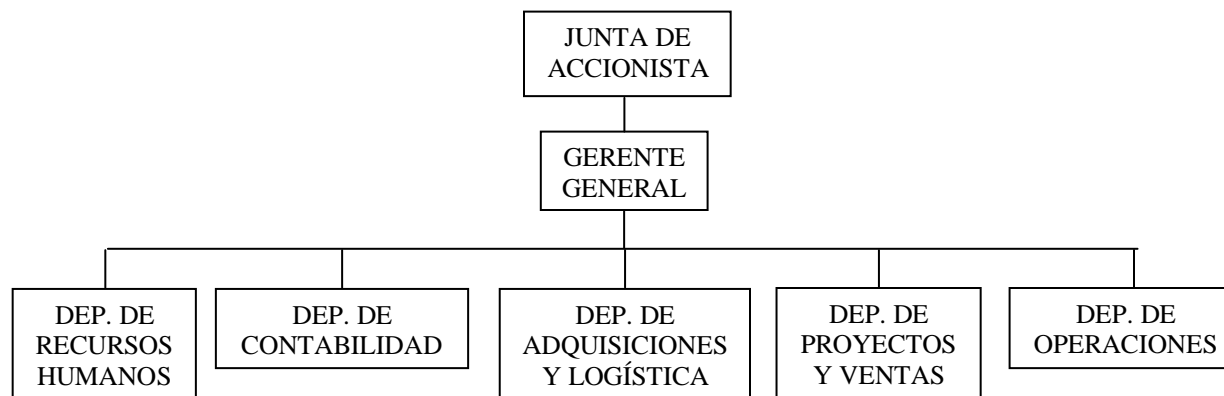 JUNTA DE
ACCIONISTA
GERENTE
GENERAL
DEP. DE
RECURSOS
HUMANOS
DEP. DE
CONTABILIDAD
DEP. DE
ADQUISICIONES
Y LOGÍSTICA
DEP. DE
PROYECTOS
Y VENTAS
DEP. DE
OPERACIONES